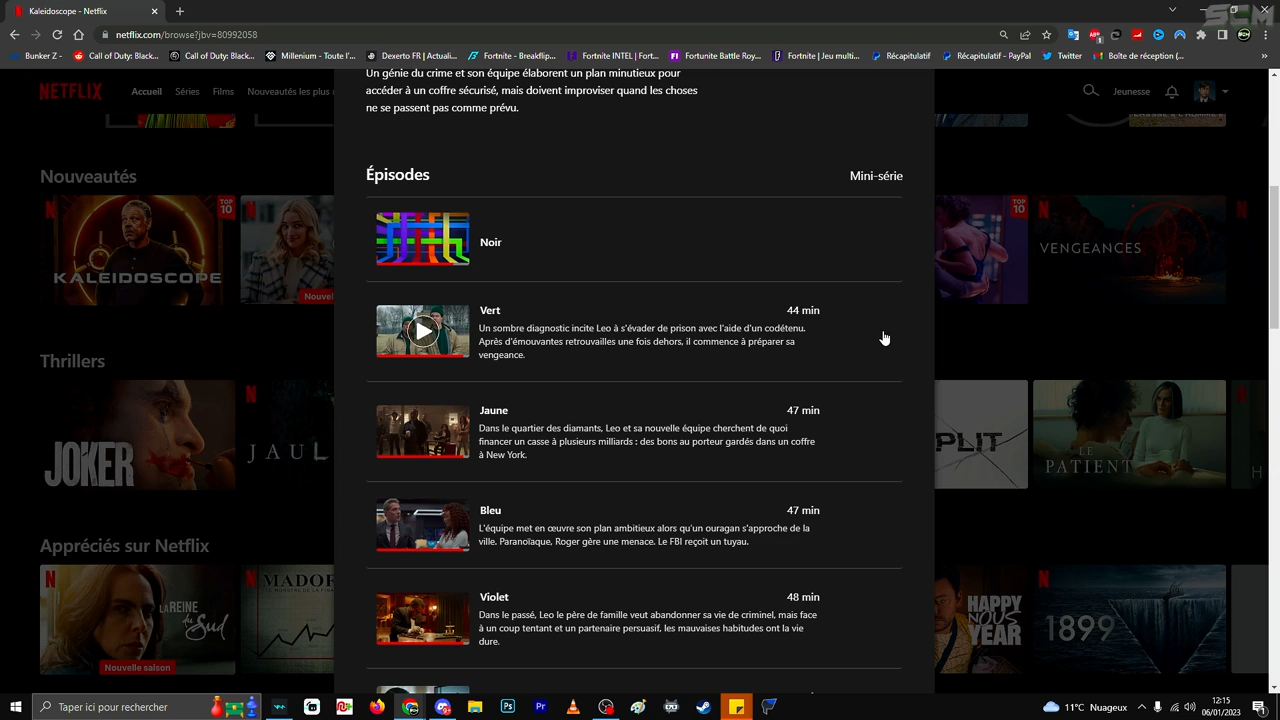 Kaleidoscope - Netflix
SCM
netflix.com/browse?jbv=80992058
Bunker Z -
Call of Duty: Black...
Call of Duty: Black...
Millenium - Toute l'...
Dexerto FR | Actuali...
Fortnite - Breakflip...
Fortnite INTEL | Fort...
Fortunite Battle Roy...
Fortnite | Jeu multi...
Récapitulatif
Récapitulatif - PayPal
Twitter
Boîte de réception (...
NETFLIX
Accueil
Séries
Films
Nouveautés les plus
Jeunesse
Un génie du crime et son équipe élaborent un plan minutieux pour
accéder à un coffre sécurisé, mais doivent improviser quand les choses
ne se passent pas comme prévu.
Épisodes
Mini-série
Noir
Vert
44 min
Un sombre diagnostic incite Leo à s'évader de prison avec l'aide d'un codétenu.
Après d'émouvantes retrouvailles une fois dehors, il commence à préparer sa
vengeance.
Jaune
47 min
Dans le quartier des diamants, Leo et sa nouvelle équipe cherchent de quoi
financer un casse à plusieurs milliards : des bons au porteur gardés dans un coffre
à New York.
Bleu
47 min
L'équipe met en œuvre son plan ambitieux alors qu'un ouragan s'approche de la
ville. Paranoïaque, Roger gère une menace. Le FBI reçoit un tuyau.
Violet
48 min
Dans le passé, Leo le père de famille veut abandonner sa vie de criminel, mais face
à un coup tentant et un partenaire persuasif, les mauvaises habitudes ont la vie
dure.
Nouveautés
TOP
10
KALEIDOSCOPE
Nouvel
TOP
10
VENGEANCES
Thrillers
JOKER
JAUL
SPLIT
LE
PATIENT
H
Appréciés sur Netflix
LA REINE
du Sud
Nouvelle saison
MADOF
HAPPY
NOUS
YEAR
1899
Taper ici pour rechercher
11°C Nuageux
12:15
06/01/2023